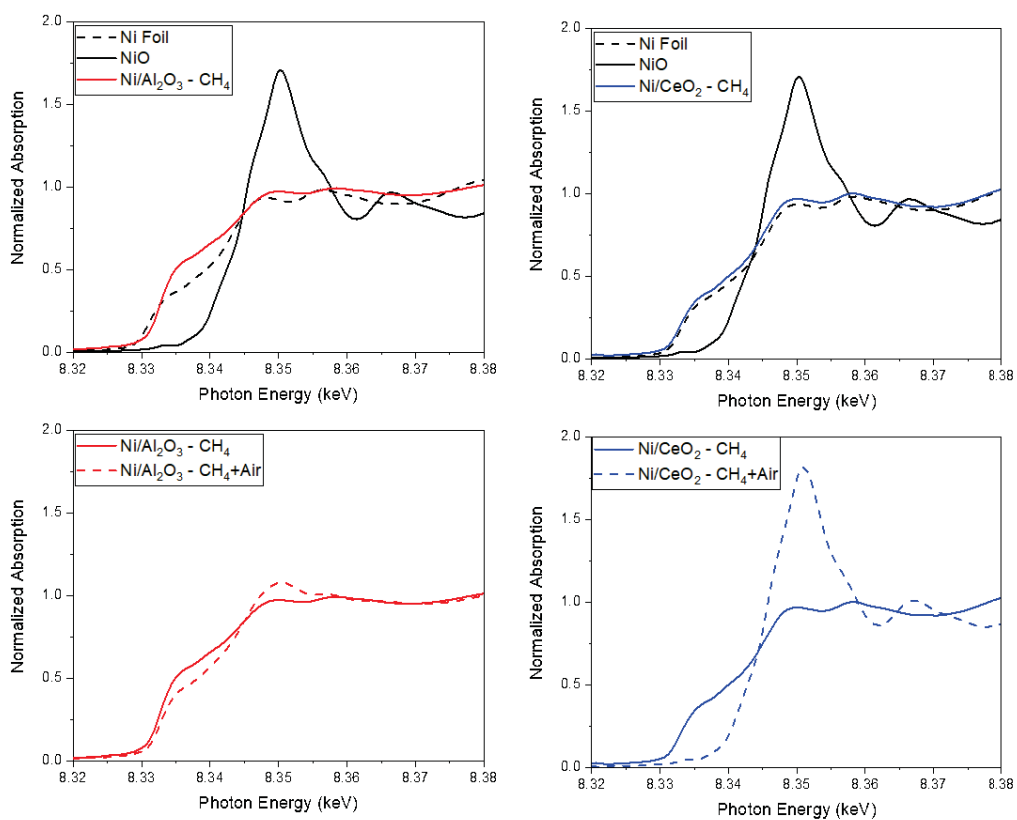 2.0
1.5
1.0
0.5
0.0
Normalized Absorption
Ni Foil
NiO
Ni/Al₂O₃ - CH₄
8.32 8.33 8.34 8.35 8.36 8.37 8.38
Photon Energy (keV)
2.0
1.5
1.0
0.5
0.0
Normalized Absorption
Ni Foil
NiO
Ni/CeO₂ - CH₄
8.32 8.33 8.34 8.35 8.36 8.37 8.38
Photon Energy (keV)
2.0
1.5
1.0
0.5
0.0
Normalized Absorption
Ni/Al₂O₃ - CH₄
Ni/Al₂O₃ - CH₄+Air
8.32 8.33 8.34 8.35 8.36 8.37 8.38
Photon Energy (keV)
2.0
1.5
1.0
0.5
0.0
Normalized Absorption
Ni/CeO₂ - CH₄
Ni/CeO₂ - CH₄+Air
8.32 8.33 8.34 8.35 8.36 8.37 8.38
Photon Energy (keV)